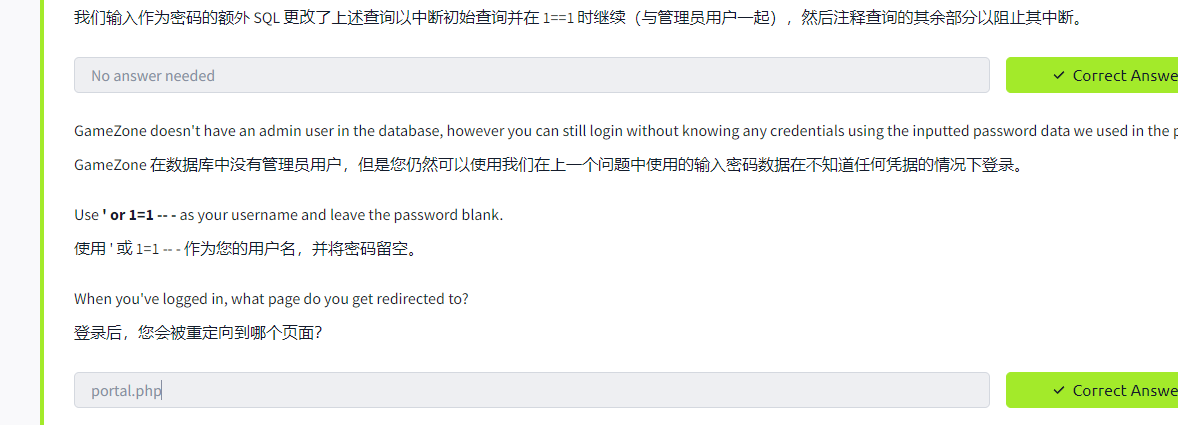 我们输入作为密码的额外 SQL 更改了上述查询以中断初始查询并在 1==1 时继续（与管理员用户一起），然后注释查询的其余部分以阻止其中断。
No answer needed
✓ Correct Answe
GameZone doesn't have an admin user in the database, however you can still login without knowing any credentials using the inputted password data we used in the p
GameZone 在数据库中没有管理员用户，但是您仍然可以使用我们在上一个问题中使用的输入密码数据在不知道任何凭据的情况下登录。
Use ' or 1=1 -- - as your username and leave the password blank.
使用 ' 或 1=1 -- - 作为您的用户名，并将密码留空。
When you've logged in, what page do you get redirected to?
登录后，您会被重定向到哪个页面？
portal.php
✓ Correct Answe